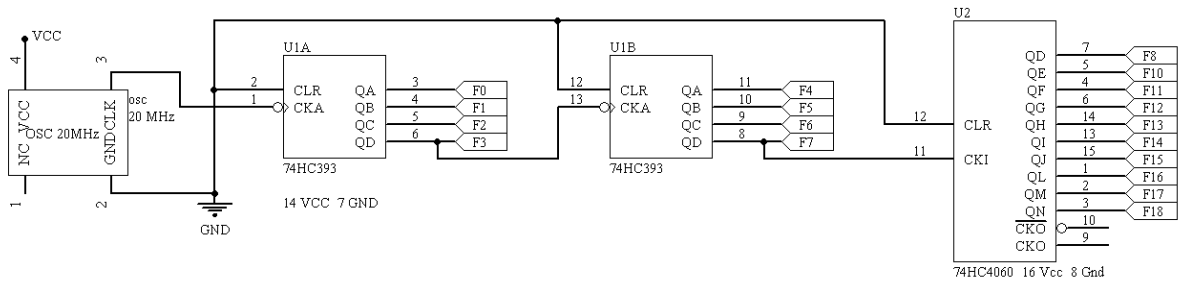 VCC
4
3
NC VCC
GND CLK
OSC 20MHz
osc
20 MHz
1
2
GND
U1A
2
1
CLR
CKA
QA
QB
QC
QD
3
4
5
6
F0
F1
F2
F3
74HC393
14 VCC 7 GND
U1B
12
13
CLR
CKA
QA
QB
QC
QD
11
10
9
8
F4
F5
F6
F7
74HC393
U2
12
11
CLR
CKI
QD 7 F8
QE 5 F10
QF 4 F11
QG 6 F12
QH 14 F13
QI 13 F14
QJ 15 F15
QL 1 F16
QM 2 F17
QN 3 F18
CKO 10
CKO 9
74HC4060 16 Vcc 8 Gnd